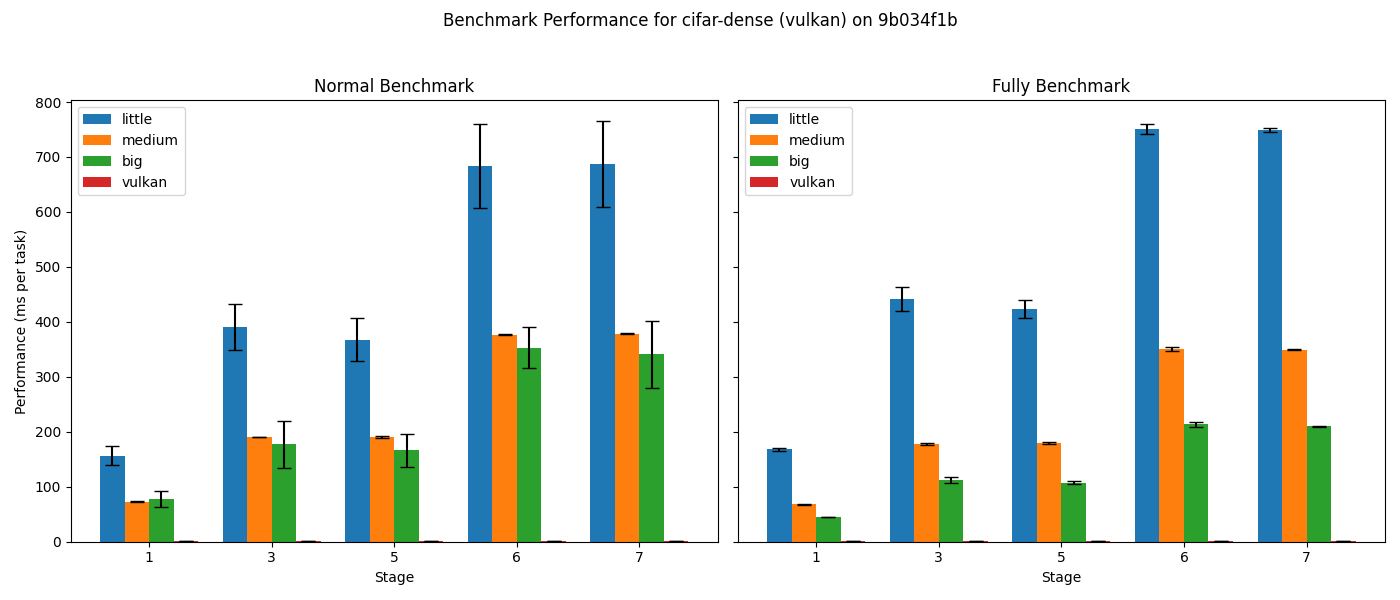 Benchmark Performance for cifar-dense (vulkan) on 9b034f1b
Normal Benchmark
Performance (ms per task)
800
700
600
500
400
300
200
100
0
little
medium
big
vulkan
1 3 5 6 7
Stage
Fully Benchmark
little
medium
big
vulkan
1 3 5 6 7
Stage